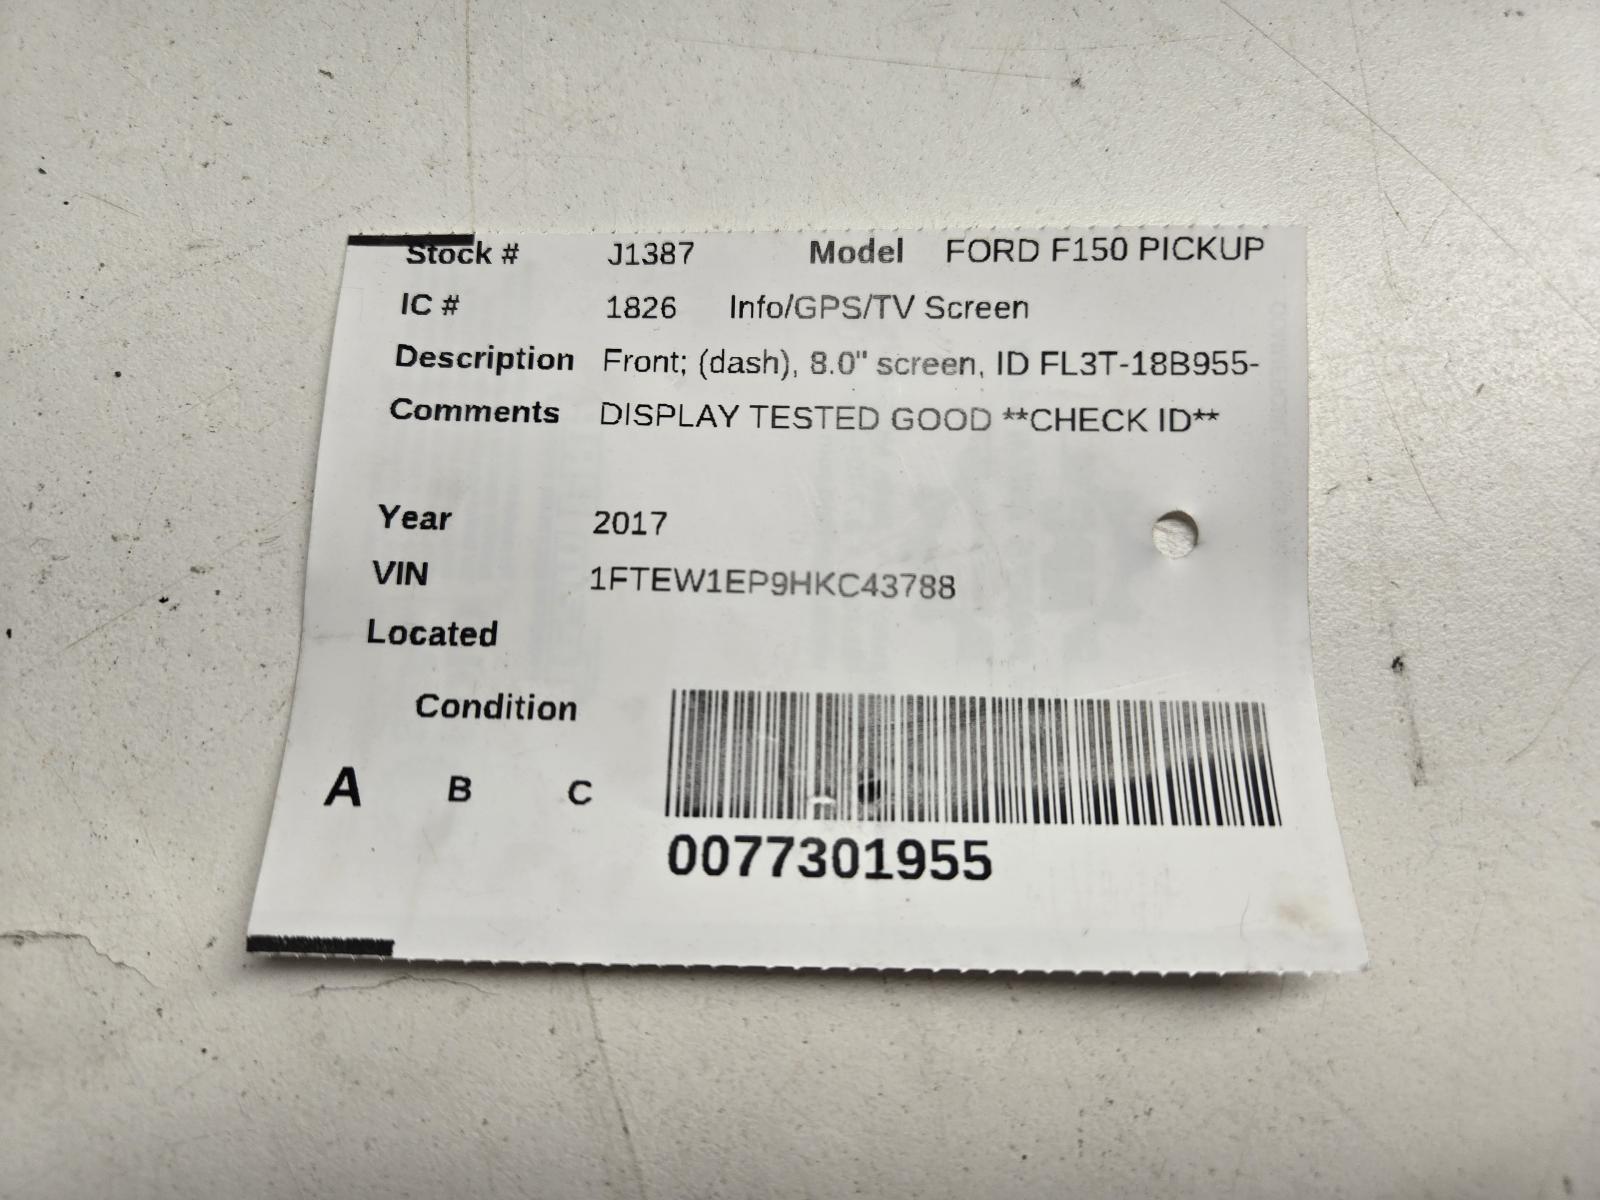 Stock # J1387 Model FORD F150 PICKUP
IC # 1826 Info/GPS/TV Screen
Description Front; (dash), 8.0" screen, ID FL3T-18B955-
Comments DISPLAY TESTED GOOD **CHECK ID**
Year 2017
VIN 1FTEW1EP9HKC43788
Located
Condition
A B C
0077301955